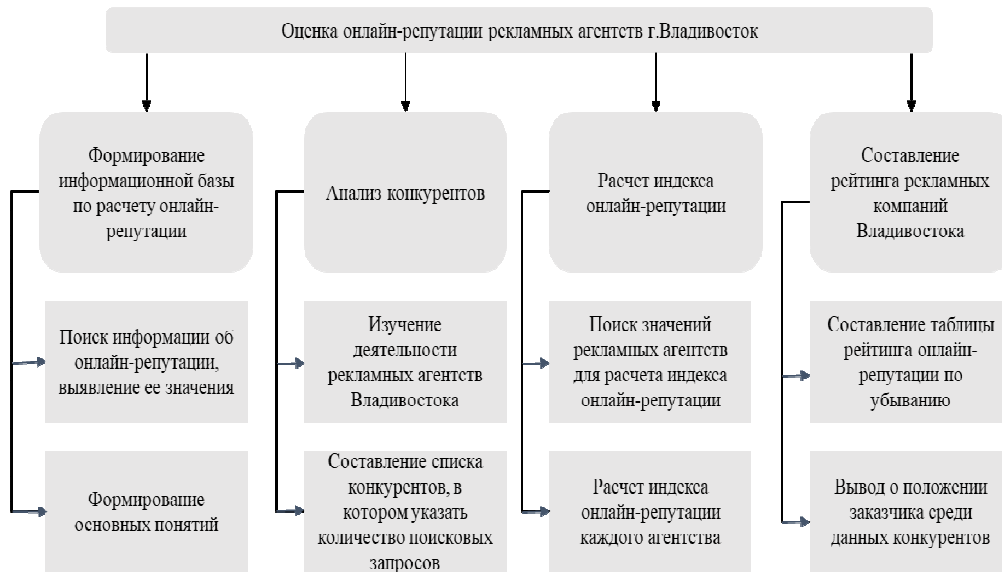 Оценка онлайн-репутации рекламных агентств г.Владивосток
Формирование
информационной базы
по расчету онлайн-
репутации
Поиск информации об
онлайн-репутации,
выявление ее значения
Формирование
основных понятий
Анализ конкурентов
Изучение
деятельности
рекламных агентств
Владивостока
Составление списка
конкурентов, в
котором указать
количество поисковых
запросов
Расчет индекса
онлайн-репутации
Поиск значений
рекламных агентств
для расчета индекса
онлайн-репутации
Расчет индекса
онлайн-репутации
каждого агентства
Составление
рейтинга рекламных
компаний
Владивостока
Составление таблицы
рейтинга онлайн-
репутации по
убыванию
Вывод о положении
заказчика среди
данных конкурентов